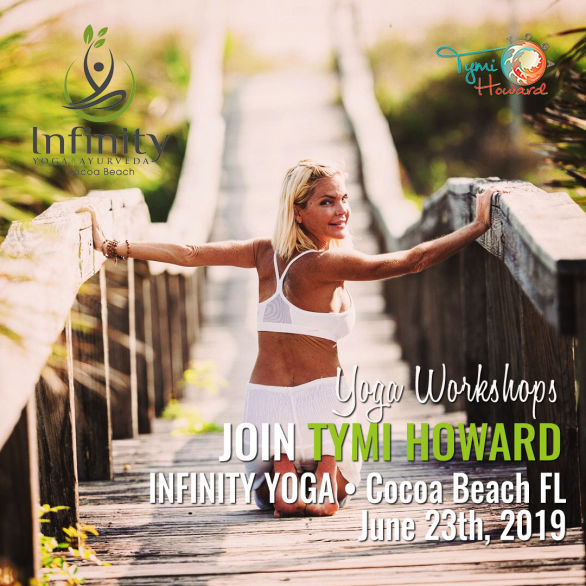 Infinity
YOGA & AYURVEDA
Cocoa Beach
YOGA
Tymi
Howard
Yoga Workshops
JOIN TYMI HOWARD
INFINITY YOGA • Cocoa Beach FL
June 23th, 2019